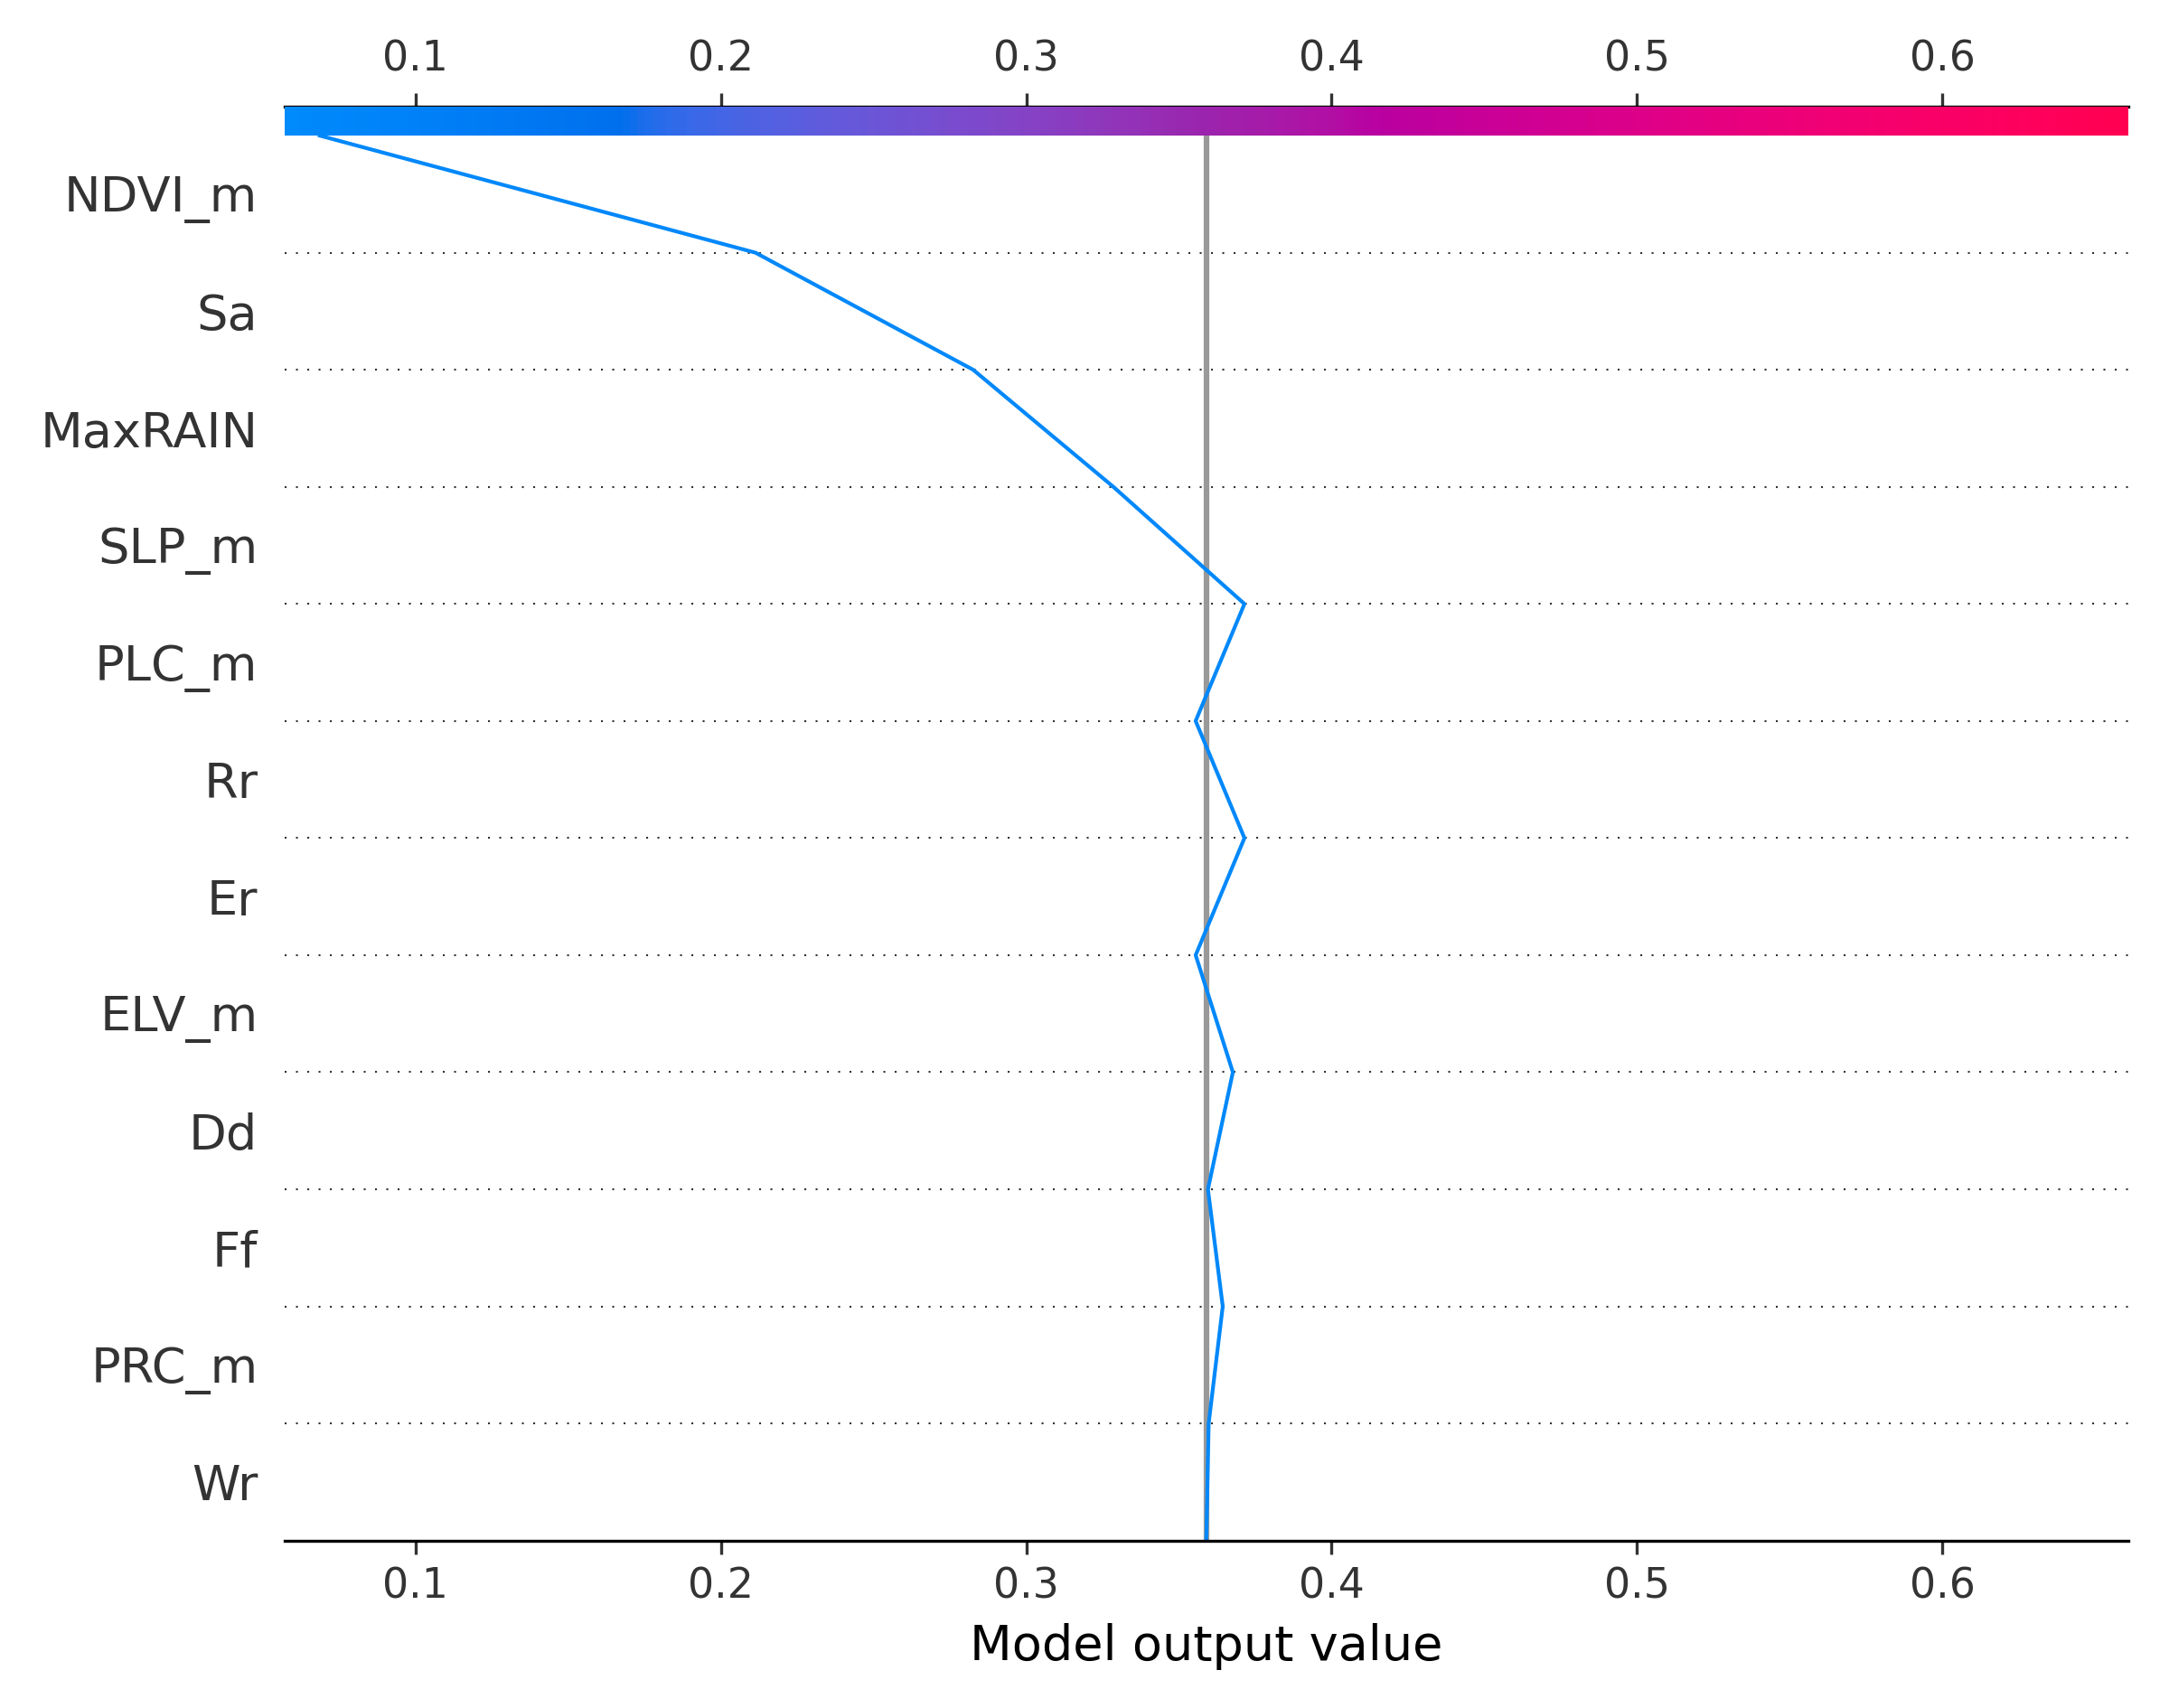 0.1 0.2 0.3 0.4 0.5 0.6
NDVI_m
Sa
MaxRAIN
SLP_m
PLC_m
Rr
Er
ELV_m
Dd
Ff
PRC_m
Wr
0.1 0.2 0.3 0.4 0.5 0.6
Model output value